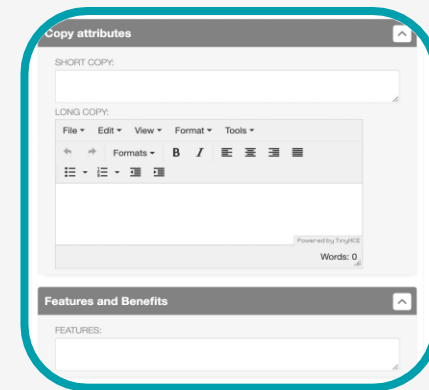 Copy attributes
SHORT COPY:
LONG COPY:
File Edit View Format Tools
Formats B I
Powered by TinyMCE
Words: 0
Features and Benefits
FEATURES: